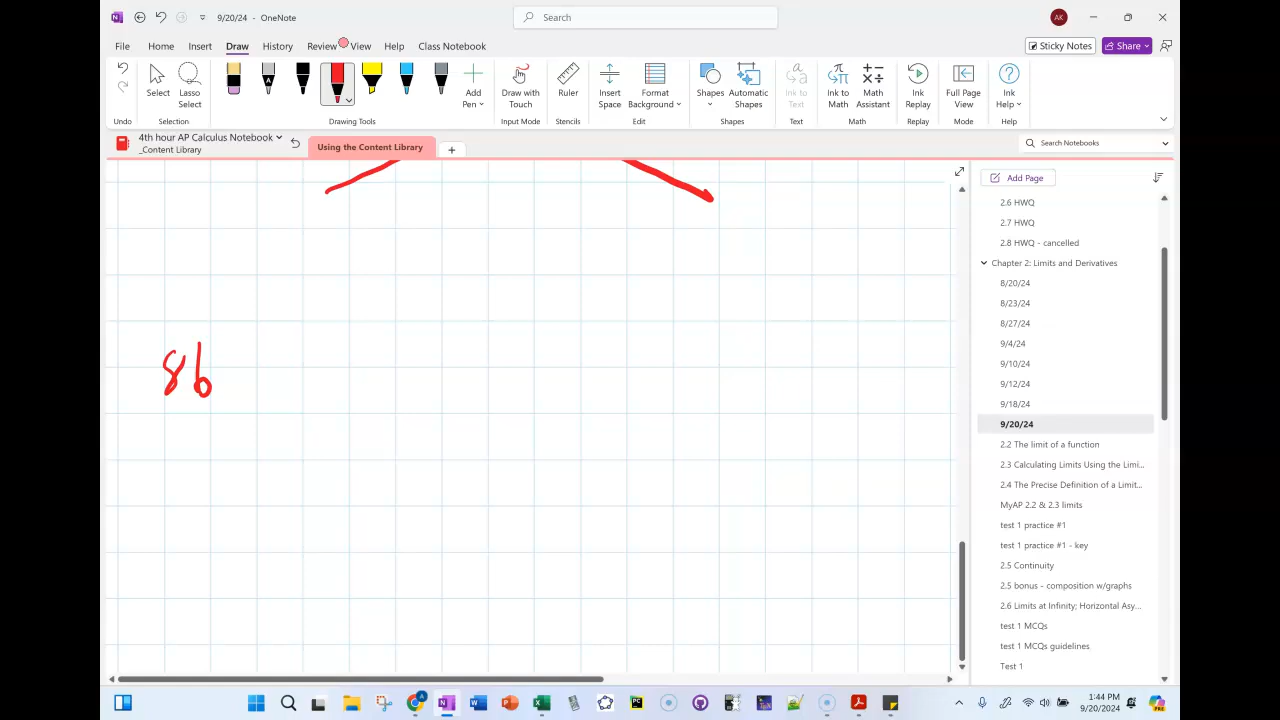 9/20/24 - OneNote
Search
AK
File Home Insert Draw History Review View Help Class Notebook
Sticky Notes
Share
Undo
Select
Lasso Select
Selection
Add Pen
Drawing Tools
Draw with Touch
Input Mode
Ruler
Stencils
Insert Space
Format Background
Edit
Shapes
Automatic Shapes
Shapes
Ink to Text
Text
Ink to Math
Math Assistant
Math
Ink Replay
Replay
Full Page View
Mode
Ink Help
Help
4th hour AP Calculus Notebook
_Content Library
Using the Content Library
+
Search Notebooks
Add Page
2.6 HWQ
2.7 HWQ
2.8 HWQ - cancelled
Chapter 2: Limits and Derivatives
8/20/24
8/23/24
8/27/24
9/4/24
9/10/24
9/12/24
9/18/24
9/20/24
2.2 The limit of a function
2.3 Calculating Limits Using the Limi...
2.4 The Precise Definition of a Limit...
MyAP 2.2 & 2.3 limits
test 1 practice #1
test 1 practice #1 - key
2.5 Continuity
2.5 bonus - composition w/graphs
2.6 Limits at Infinity; Horizontal Asy...
test 1 MCQs
test 1 MCQs guidelines
Test 1
8b
1:44 PM
9/20/2024